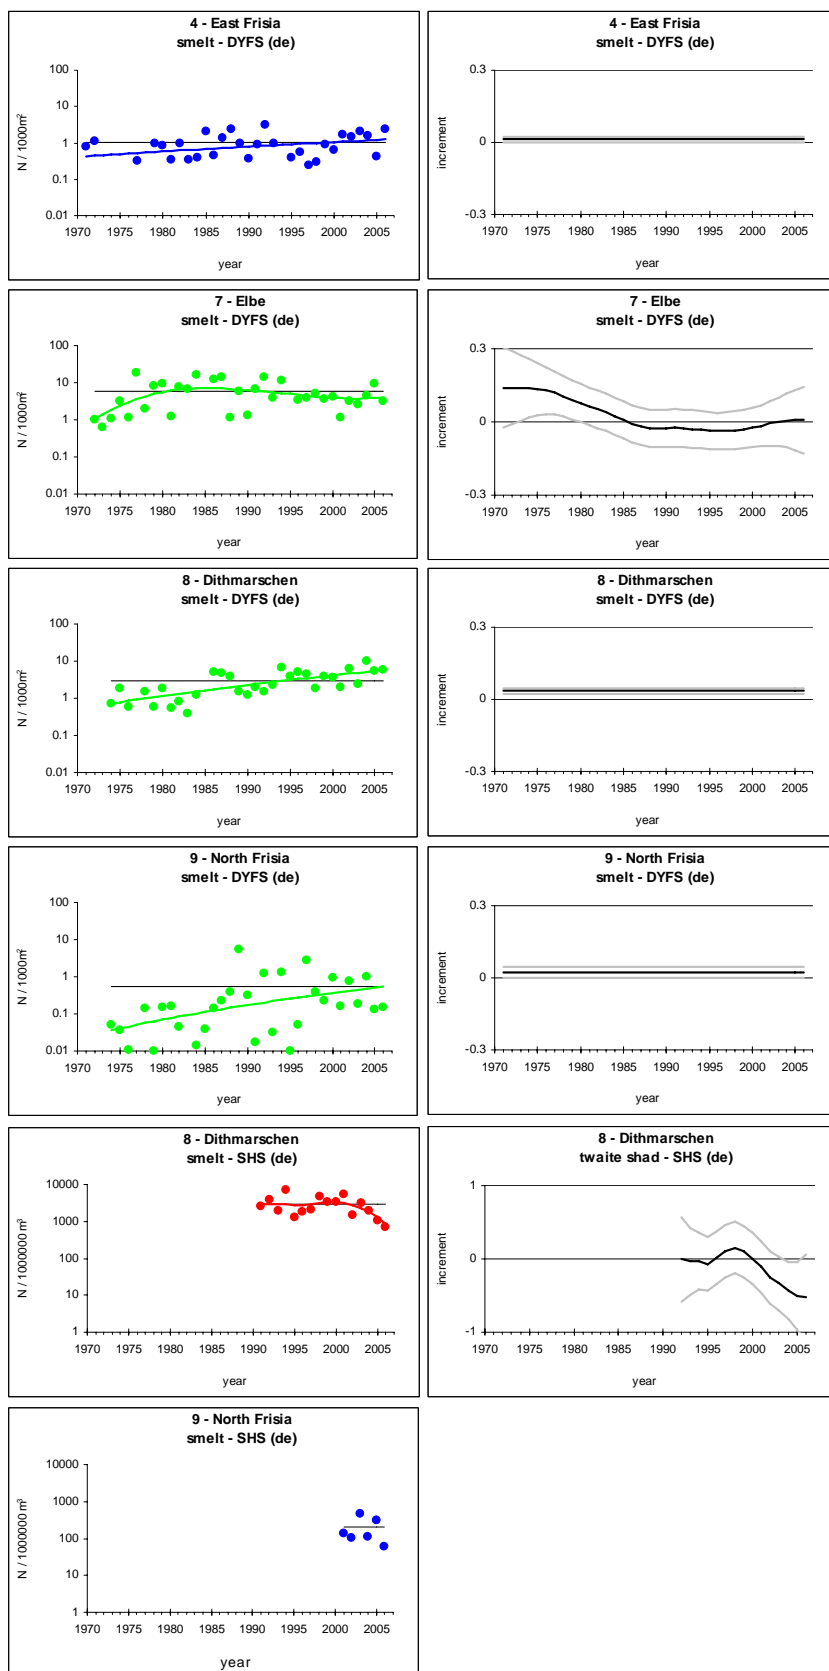 4 - East Frisia
smelt - DYFS (de)
100
10
1
0.1
0.01
N / 1000m²
1970 1975 1980 1985 1990 1995 2000 2005
year
4 - East Frisia
smelt - DYFS (de)
0.3
0
-0.3
increment
1970 1975 1980 1985 1990 1995 2000 2005
year
7 - Elbe
smelt - DYFS (de)
100
10
1
0.1
0.01
N / 1000m²
1970 1975 1980 1985 1990 1995 2000 2005
year
7 - Elbe
smelt - DYFS (de)
0.3
0
-0.3
increment
1970 1975 1980 1985 1990 1995 2000 2005
year
8 - Dithmarschen
smelt - DYFS (de)
100
10
1
0.1
0.01
N / 1000m²
1970 1975 1980 1985 1990 1995 2000 2005
year
8 - Dithmarschen
smelt - DYFS (de)
0.3
0
-0.3
increment
1970 1975 1980 1985 1990 1995 2000 2005
year
9 - North Frisia
smelt - DYFS (de)
100
10
1
0.1
0.01
N / 1000m²
1970 1975 1980 1985 1990 1995 2000 2005
year
9 - North Frisia
smelt - DYFS (de)
0.3
0
-0.3
increment
1970 1975 1980 1985 1990 1995 2000 2005
year
8 - Dithmarschen
smelt - SHS (de)
10000
1000
100
10
1
N / 1000000 m³
1970 1975 1980 1985 1990 1995 2000 2005
year
8 - Dithmarschen
twaite shad - SHS (de)
1
0
-1
increment
1970 1975 1980 1985 1990 1995 2000 2005
year
9 - North Frisia
smelt - SHS (de)
10000
1000
100
10
1
N / 1000000 m³
1970 1975 1980 1985 1990 1995 2000 2005
year